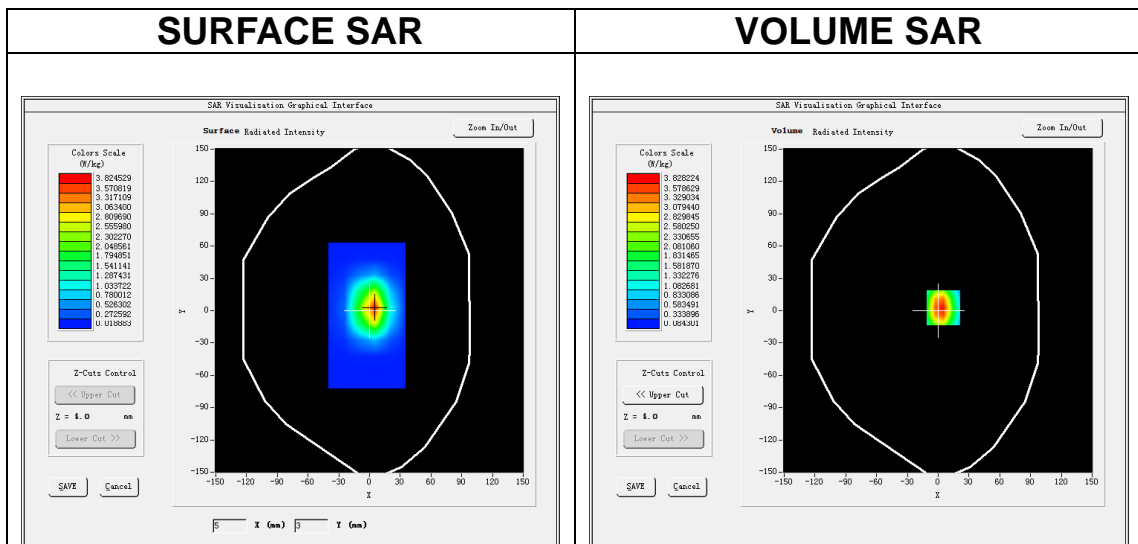 SURFACE SAR
VOLUME SAR
SAR Visualisation Graphical Interface
Surface Radiated Intensity
Zoom In/Out
Colors Scale
(W/kg)
3.824529
3.570819
3.317109
3.063400
2.809690
2.555980
2.302270
2.048561
1.794851
1.541141
1.287431
1.033722
0.780012
0.526302
0.272592
0.018883
Z-Cuts Control
<< Upper Cut
Z = 4.0 mm
Lower Cut >>
SAVE Cancel
150
120
90
60
30
0
-30
-60
-90
-120
-150
Y
-150 -120 -90 -60 -30 0 30 60 90 120 150
X
5 X (mm) 3 Y (mm)
SAR Visualisation Graphical Interface
Volume Radiated Intensity
Zoom In/Out
Colors Scale
(W/kg)
3.828224
3.578629
3.329034
3.079440
2.829845
2.580250
2.330655
2.081060
1.831465
1.581870
1.332276
1.082681
0.833086
0.583491
0.333896
0.084301
Z-Cuts Control
<< Upper Cut
Z = 4.0 mm
Lower Cut >>
SAVE Cancel
150
120
90
60
30
0
-30
-60
-90
-120
-150
Y
-150 -120 -90 -60 -30 0 30 60 90 120 150
X